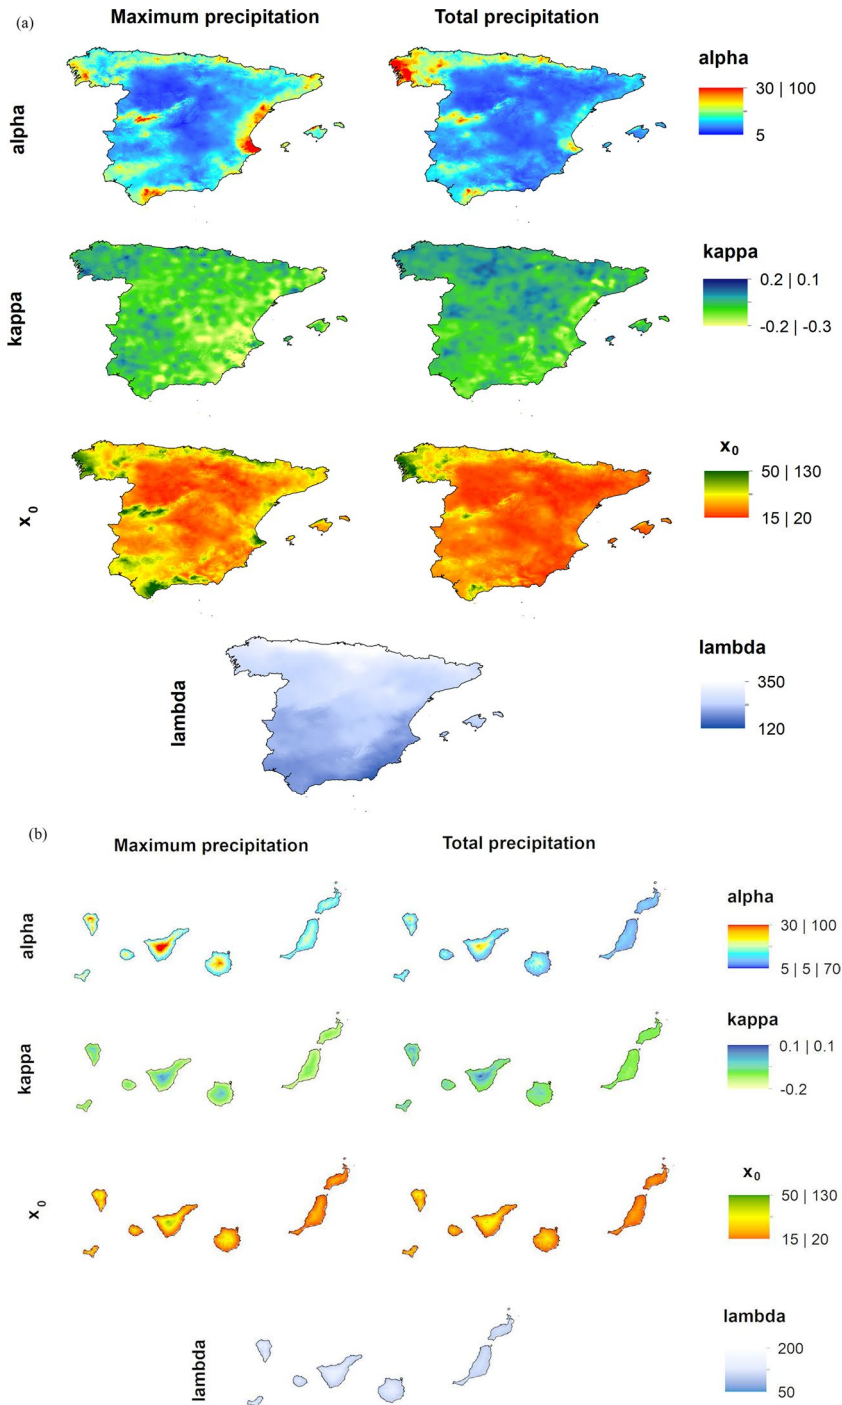 (a)
Maximum precipitation
Total precipitation
alpha
alpha
30 | 100
5
kappa
kappa
0.2 | 0.1
-0.2 | -0.3
x0
x0
50 | 130
15 | 20
lambda
lambda
350
120
(b)
Maximum precipitation
Total precipitation
alpha
alpha
30 | 100
5 | 5 | 70
kappa
kappa
0.1 | 0.1
-0.2
x0
x0
50 | 130
15 | 20
lambda
lambda
200
50